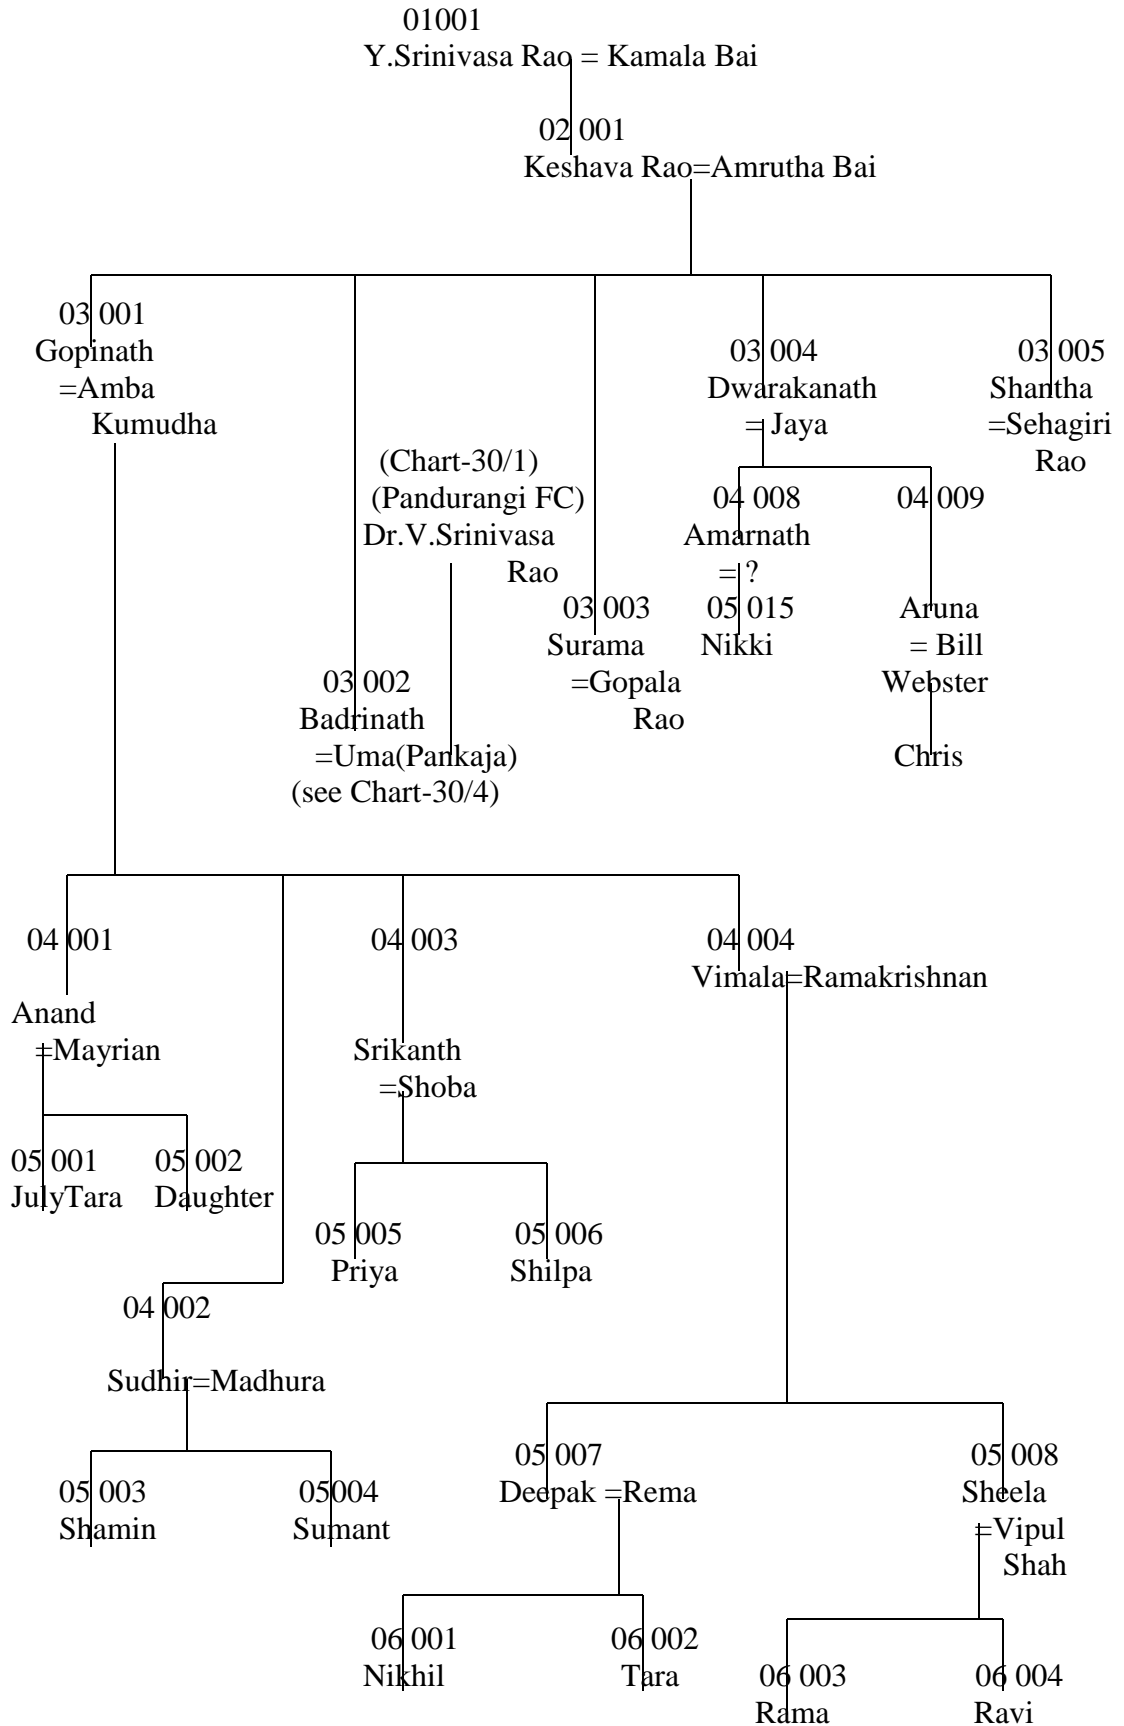 01001
Y.Srinivasa Rao = Kamala Bai
02 001
Keshava Rao=Amrutha Bai
03 001
Gopinath
=Amba
Kumudha
03 004
Dwarakanath
= Jaya
03 005
Shantha
=Sehagiri
Rao
(Chart-30/1)
(Pandurangi FC)
Dr.V.Srinivasa
Rao
04 008
Amarnath
= ?
05 015
Nikki
04 009
Aruna
= Bill
Webster
Chris
03 003
Surama
=Gopala
Rao
03 002
Badrinath
=Uma(Pankaja)
(see Chart-30/4)
04 001
Anand
=Mayrian
04 003
Srikanth
=Shoba
04 004
Vimala=Ramakrishnan
05 001
JulyTara
05 002
Daughter
05 005
Priya
05 006
Shilpa
04 002
Sudhir=Madhura
05 003
Shamin
05004
Sumant
05 007
Deepak =Rema
05 008
Sheela
=Vipul
Shah
06 001
Nikhil
06 002
Tara
06 003
Rama
06 004
Ravi